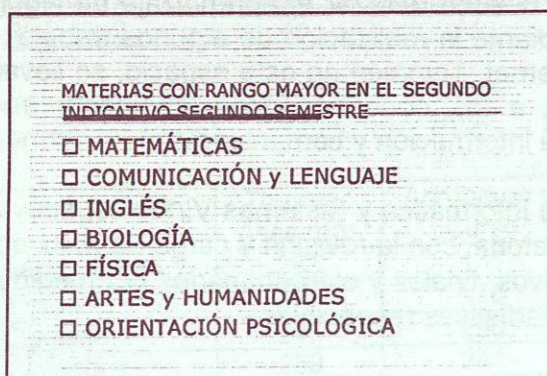 MATERIAS CON RANGO MAYOR EN EL SEGUNDO
INDICATIVO SEGUNDO SEMESTRE
□ MATEMÁTICAS
□ COMUNICACIÓN y LENGUAJE
□ INGLÉS
□ BIOLOGÍA
□ FÍSICA
□ ARTES y HUMANIDADES
□ ORIENTACIÓN PSICOLÓGICA